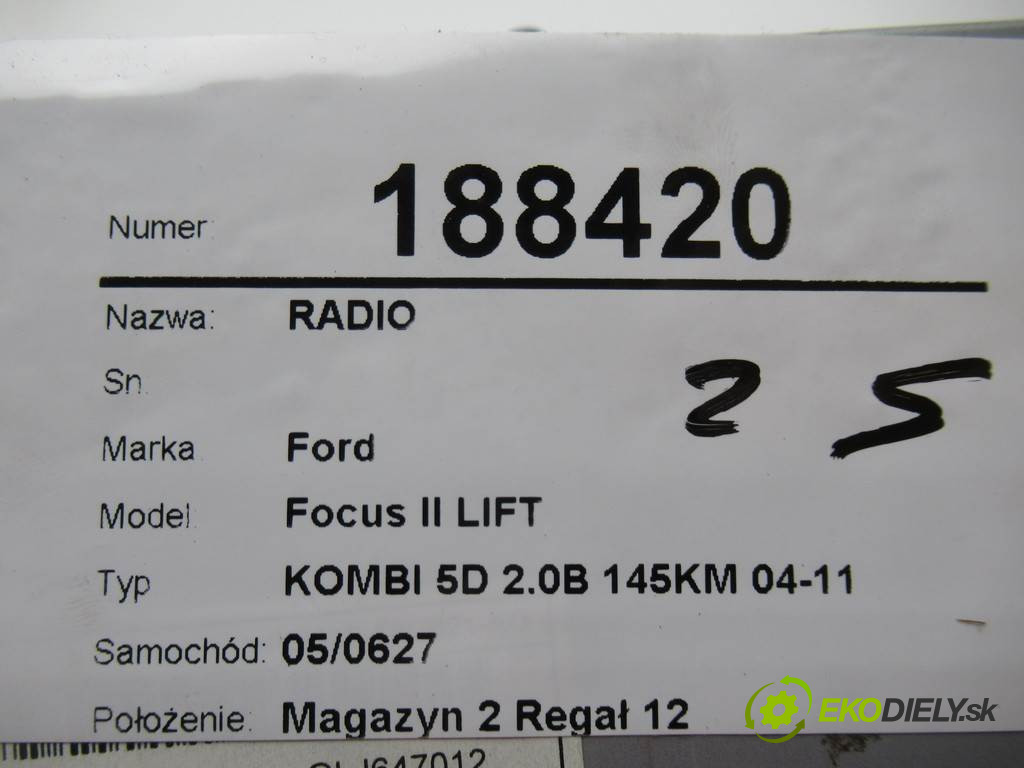 Numer: 188420
Nazwa: RADIO
Sn.
2 5
Marka Ford
Model Focus II LIFT
Typ KOMBI 5D 2.0B 145KM 04-11
Samochód: 05/0627
Położenie: Magazyn 2 Regał 12
EKODIELY.sk